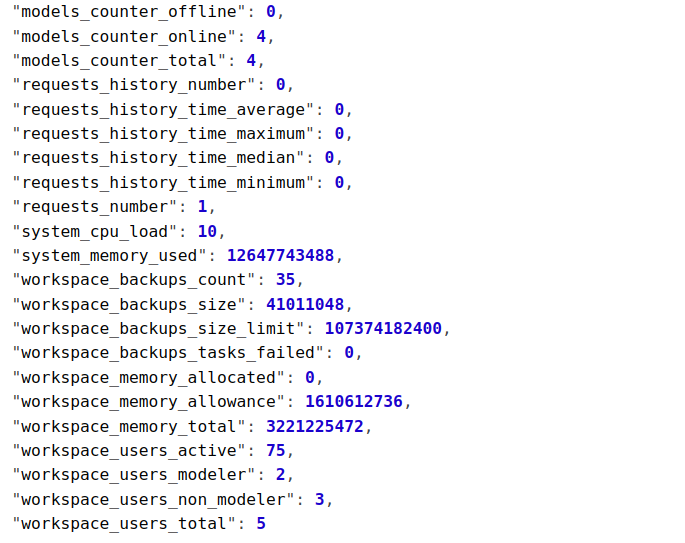 "models_counter_offline": 0,
"models_counter_online": 4,
"models_counter_total": 4,
"requests_history_number": 0,
"requests_history_time_average": 0,
"requests_history_time_maximum": 0,
"requests_history_time_median": 0,
"requests_history_time_minimum": 0,
"requests_number": 1,
"system_cpu_load": 10,
"system_memory_used": 12647743488,
"workspace_backups_count": 35,
"workspace_backups_size": 41011048,
"workspace_backups_size_limit": 107374182400,
"workspace_backups_tasks_failed": 0,
"workspace_memory_allocated": 0,
"workspace_memory_allowance": 1610612736,
"workspace_memory_total": 3221225472,
"workspace_users_active": 75,
"workspace_users_modeler": 2,
"workspace_users_non_modeler": 3,
"workspace_users_total": 5